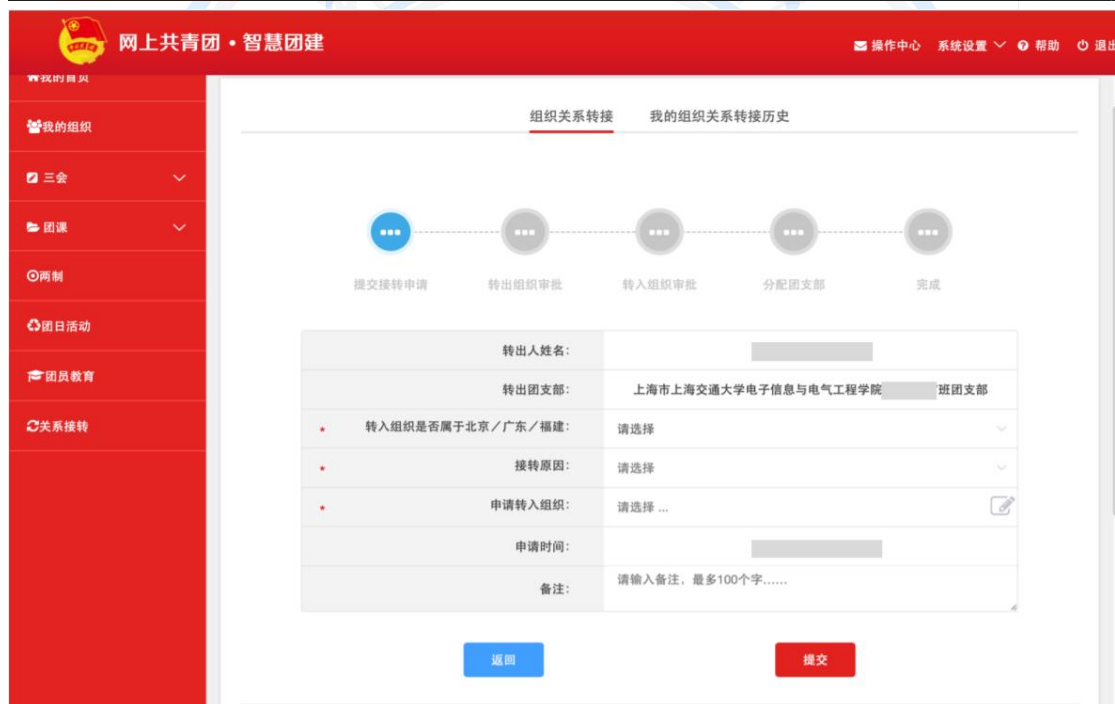 网上共青团·智慧团建
操作中心 系统设置 帮助 退出
我的首页
我的组织
三会
团课
两制
团日活动
团员教育
关系接转
组织关系转接 我的组织关系转接历史
提交接转申请 转出组织审批 转入组织审批 分配团支部 完成
转出人姓名:
转出团支部: 上海市上海交通大学电子信息与电气工程学院 班团支部
* 转入组织是否属于北京/广东/福建: 请选择
* 接转原因: 请选择
* 申请转入组织: 请选择 ...
申请时间:
备注: 请输入备注，最多100个字......
返回 提交